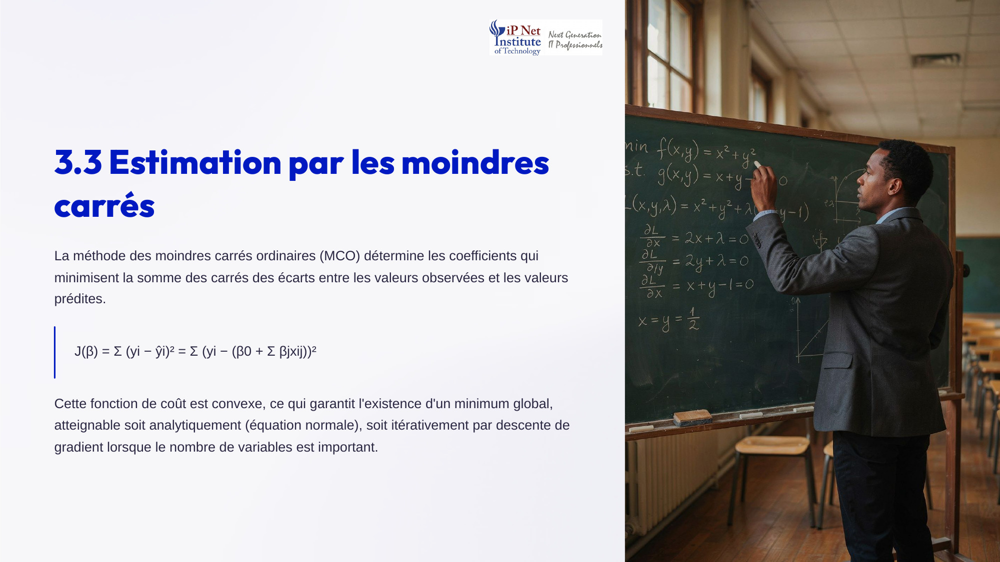 iP Net
Institute
of Technology
Next Generation
IT Professionnels
3.3 Estimation par les moindres
carrés
La méthode des moindres carrés ordinaires (MCO) détermine les coefficients qui
minimisent la somme des carrés des écarts entre les valeurs observées et les valeurs
prédites.
J(β) = Σ (yi − ŷi)² = Σ (yi − (β0 + Σ βjxij))²
Cette fonction de coût est convexe, ce qui garantit l'existence d'un minimum global,
atteignable soit analytiquement (équation normale), soit itérativement par descente de
gradient lorsque le nombre de variables est important.
min f(x,y) = x² + y²
s.t. g(x,y) = x + y − 0
L(x,y,λ) = x² + y² + λ( y−1)
∂L/∂x = 2x + λ = 0
∂L/∂/y = 2y + λ = 0
∂L/∂x = x + y − 1 = 0
x = y = 1/2